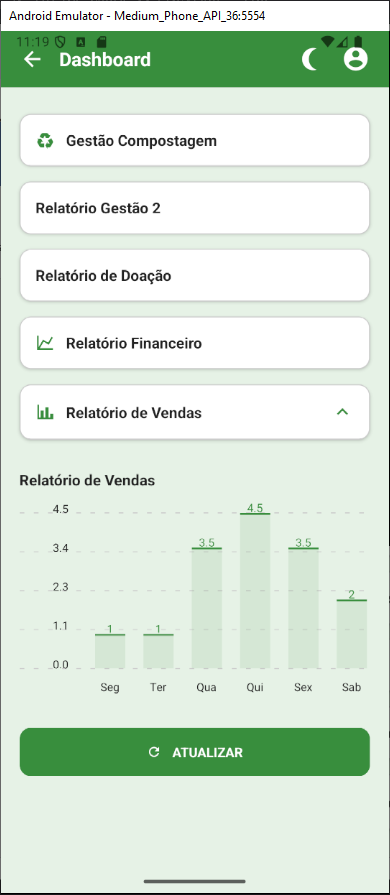 Android Emulator - Medium_Phone_API_36:5554
11:19
Dashboard
Gestão Compostagem
Relatório Gestão 2
Relatório de Doação
Relatório Financeiro
Relatório de Vendas
Relatório de Vendas
4.5
4.5
3.4
3.5
3.5
2.3
2
1.1
1
1
0.0
Seg
Ter
Qua
Qui
Sex
Sab
ATUALIZAR